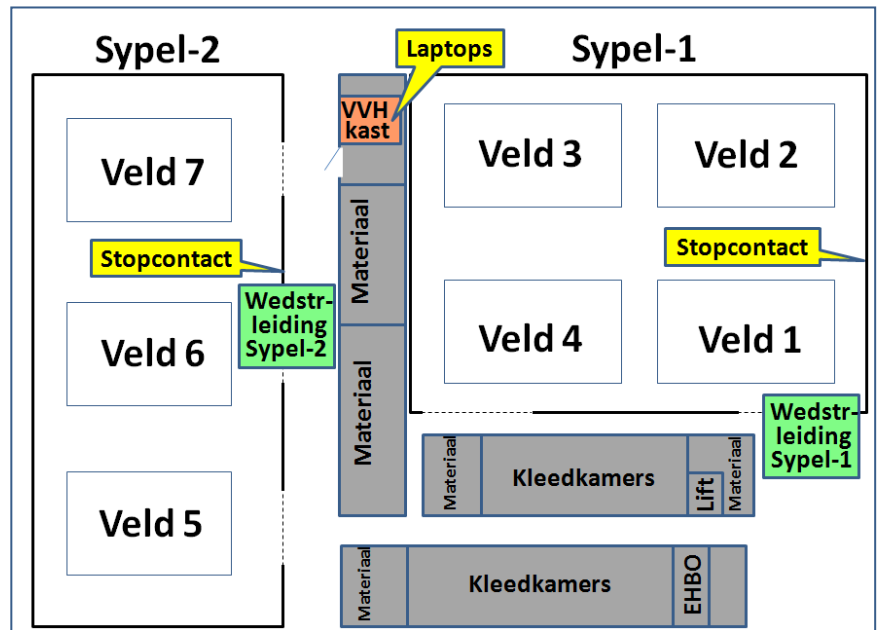 Sypel-2
Laptops
Sypel-1
VVH
kast
Veld 7
Veld 3
Veld 2
Stopcontact
Materiaal
Stopcontact
Wedstr-
leiding
Sypel-2
Veld 6
Veld 4
Veld 1
Materiaal
Wedstr-
leiding
Sypel-1
Materiaal
Kleedkamers
Lift
Materiaal
Veld 5
Materiaal
Kleedkamers
EHBO